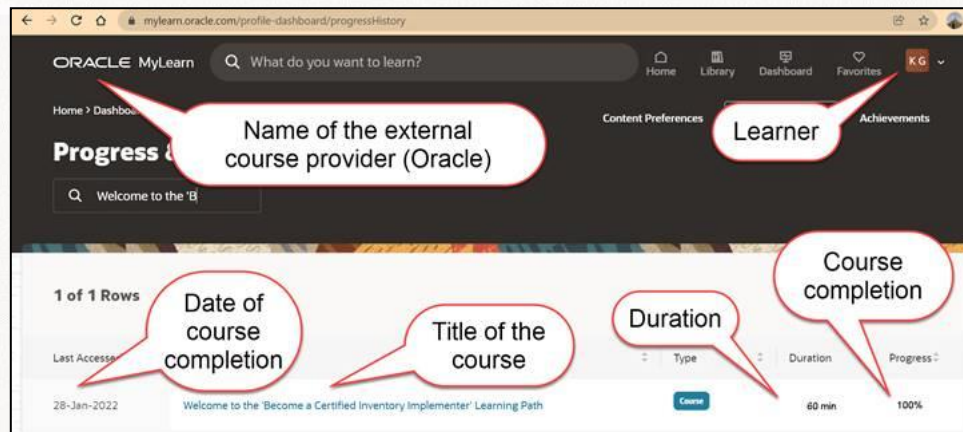 mylearn.oracle.com/profile-dashboard/progressHistory
ORACLE MyLearn
What do you want to learn?
Home
Library
Dashboard
Favorites
KG
Home > Dashboa
Content Preferences
Achievements
Name of the external
course provider (Oracle)
Learner
Progress &
Welcome to the 'B
1 of 1 Rows
Date of
course
completion
Title of the
course
Duration
Course
completion
Last Accesse
Type
Duration
Progress
28-Jan-2022
Welcome to the 'Become a Certified Inventory Implementer' Learning Path
Course
60 min
100%